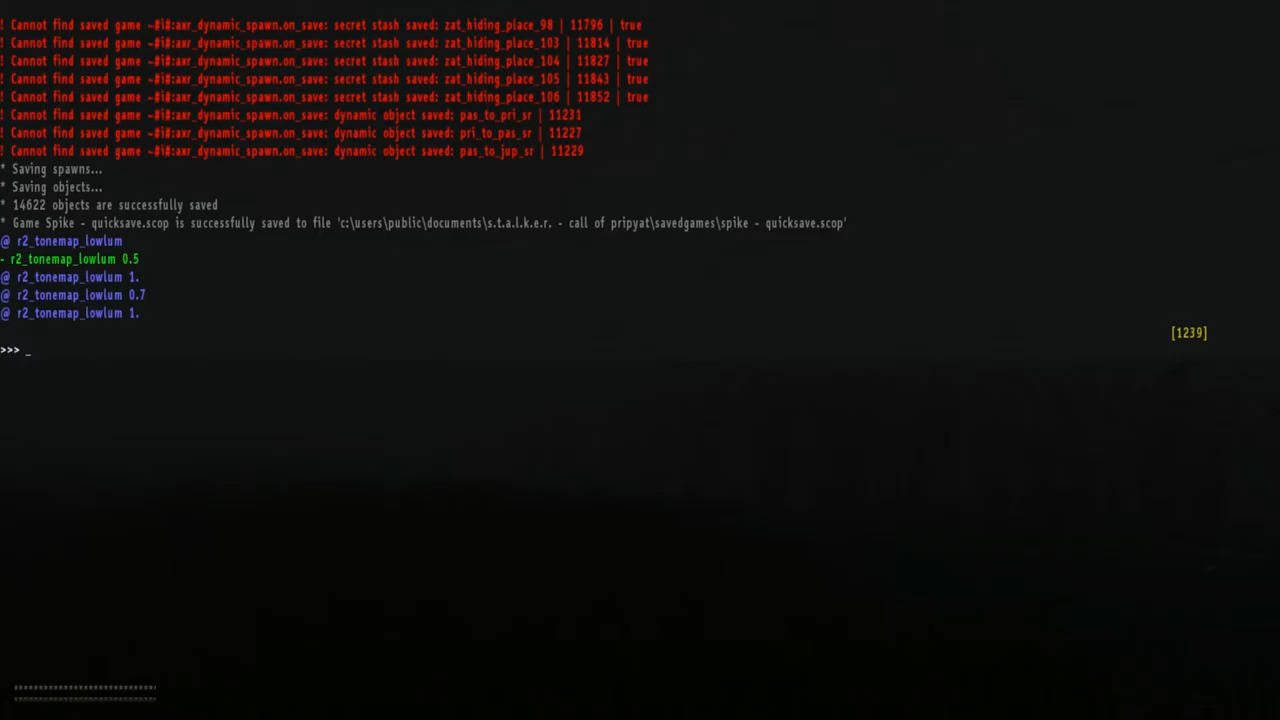 ! Cannot find saved game ~#i#:axr_dynamic_spawn.on_save: secret stash saved: zat_hiding_place_98 | 11796 | true
! Cannot find saved game ~#i#:axr_dynamic_spawn.on_save: secret stash saved: zat_hiding_place_103 | 11814 | true
! Cannot find saved game ~#i#:axr_dynamic_spawn.on_save: secret stash saved: zat_hiding_place_104 | 11827 | true
! Cannot find saved game ~#i#:axr_dynamic_spawn.on_save: secret stash saved: zat_hiding_place_105 | 11843 | true
! Cannot find saved game ~#i#:axr_dynamic_spawn.on_save: secret stash saved: zat_hiding_place_106 | 11852 | true
! Cannot find saved game ~#i#:axr_dynamic_spawn.on_save: dynamic object saved: pas_to_pri_sr | 11231
! Cannot find saved game ~#i#:axr_dynamic_spawn.on_save: dynamic object saved: pri_to_pas_sr | 11227
! Cannot find saved game ~#i#:axr_dynamic_spawn.on_save: dynamic object saved: pas_to_jup_sr | 11229
* Saving spawns...
* Saving objects...
* 14622 objects are successfully saved
* Game Spike - quicksave.scop is successfully saved to file 'c:\users\public\documents\s.t.a.l.k.e.r. - call of pripyat\savedgames\spike - quicksave.scop'
@ r2_tonemap_lowlum
- r2_tonemap_lowlum 0.5
@ r2_tonemap_lowlum 1.
@ r2_tonemap_lowlum 0.7
@ r2_tonemap_lowlum 1.
[1239]
>>> _